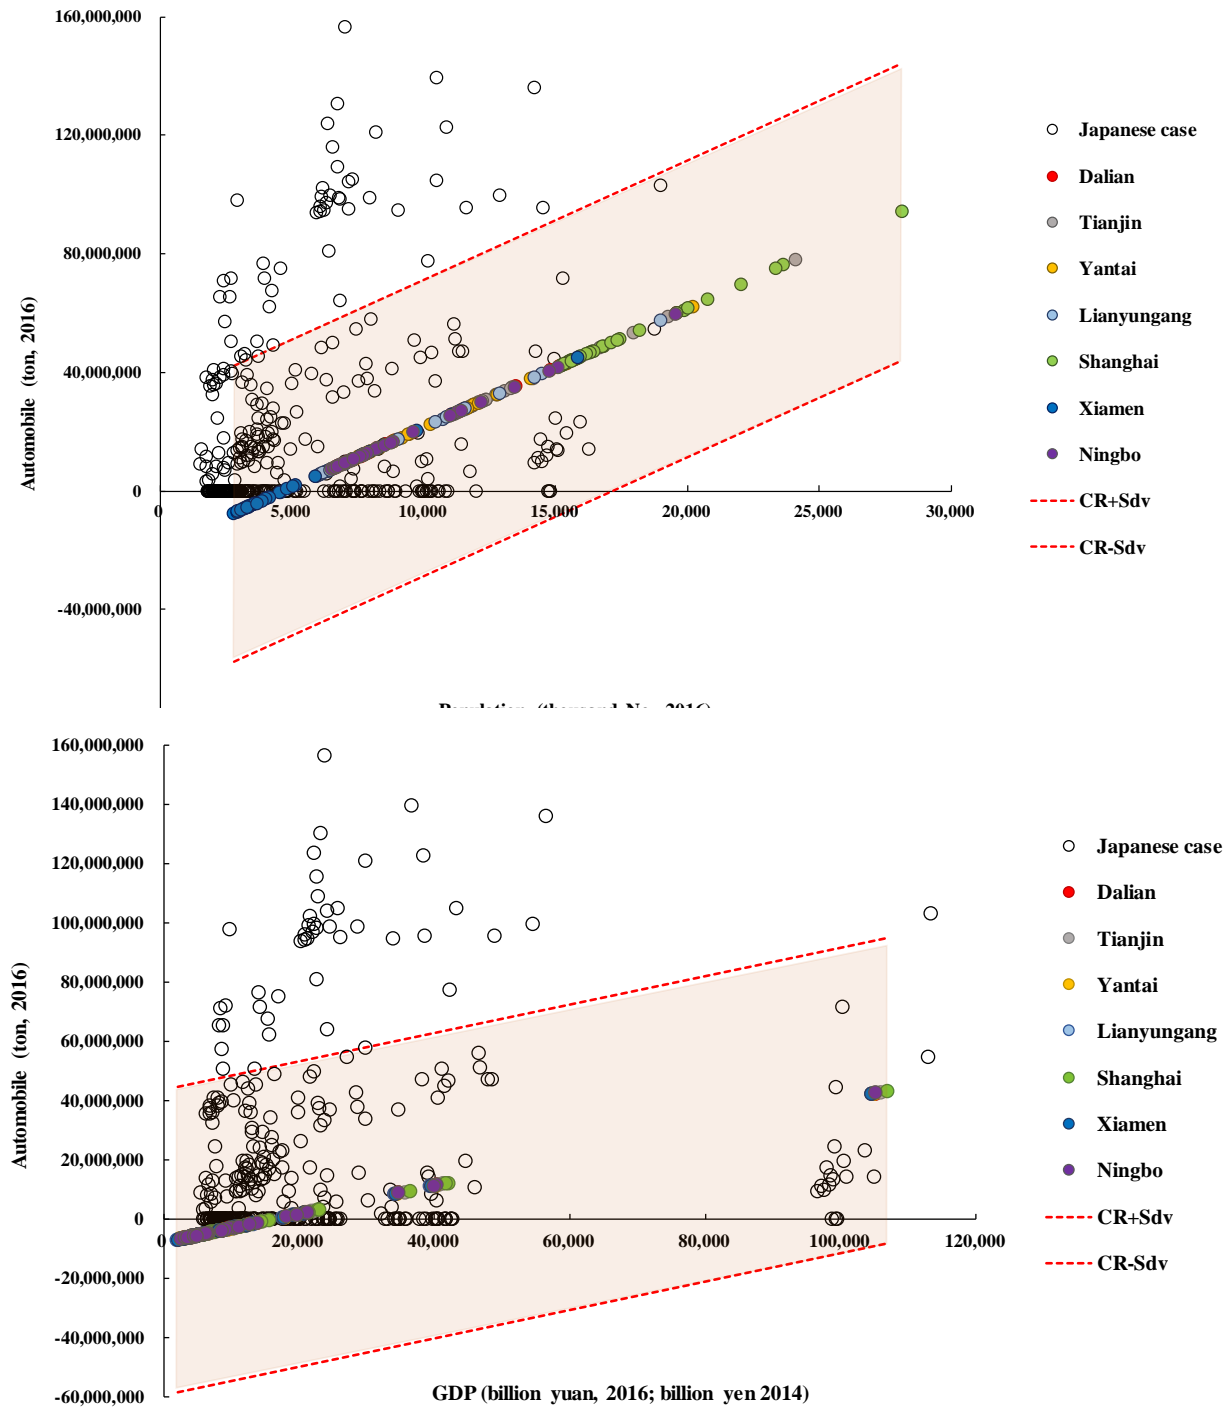 160,000,000
120,000,000
80,000,000
40,000,000
0
-40,000,000
0 5,000 10,000 15,000 20,000 25,000 30,000
Automobile (ton, 2016)
Japanese case
Dalian
Tianjin
Yantai
Lianyungang
Shanghai
Xiamen
Ningbo
CR+Sdv
CR-Sdv
Population (thousand No., 2016)
160,000,000
140,000,000
120,000,000
100,000,000
80,000,000
60,000,000
40,000,000
20,000,000
0
-20,000,000
-40,000,000
-60,000,000
0 20,000 40,000 60,000 80,000 100,000 120,000
Automobile (ton, 2016)
Japanese case
Dalian
Tianjin
Yantai
Lianyungang
Shanghai
Xiamen
Ningbo
CR+Sdv
CR-Sdv
GDP (billion yuan, 2016; billion yen 2014)